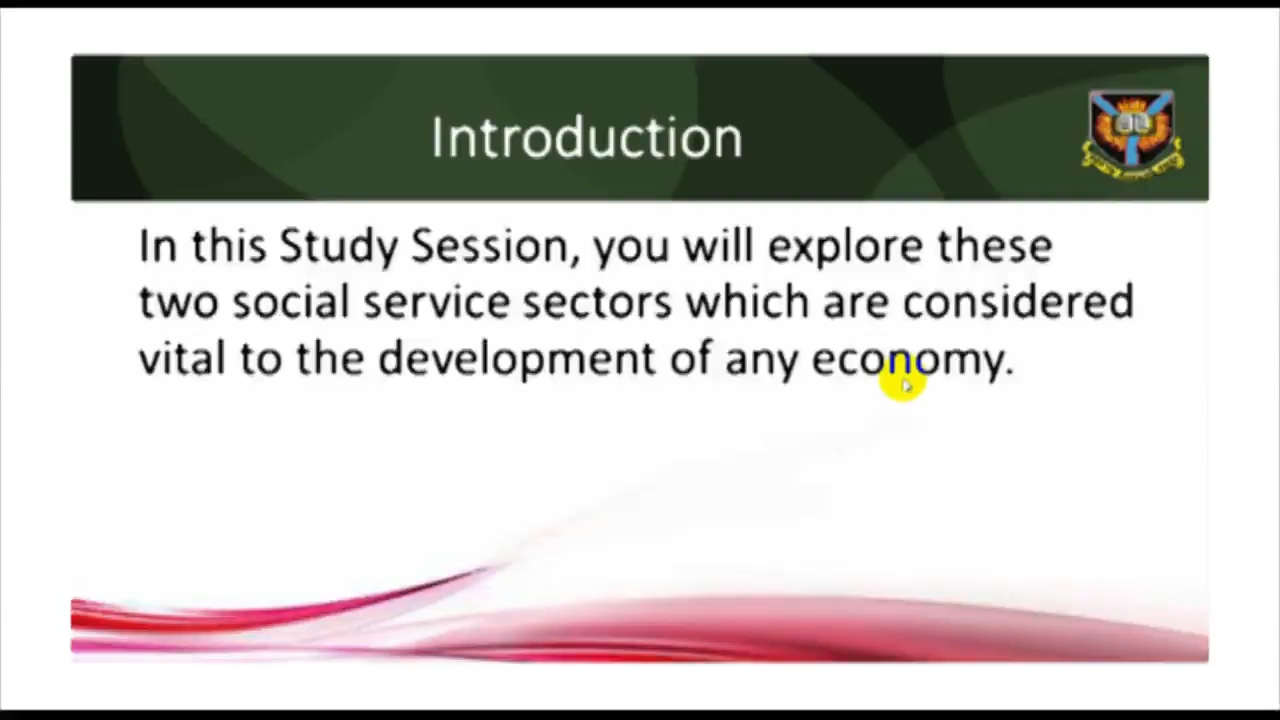 Introduction
In this Study Session, you will explore these
two social service sectors which are considered
vital to the development of any economy.